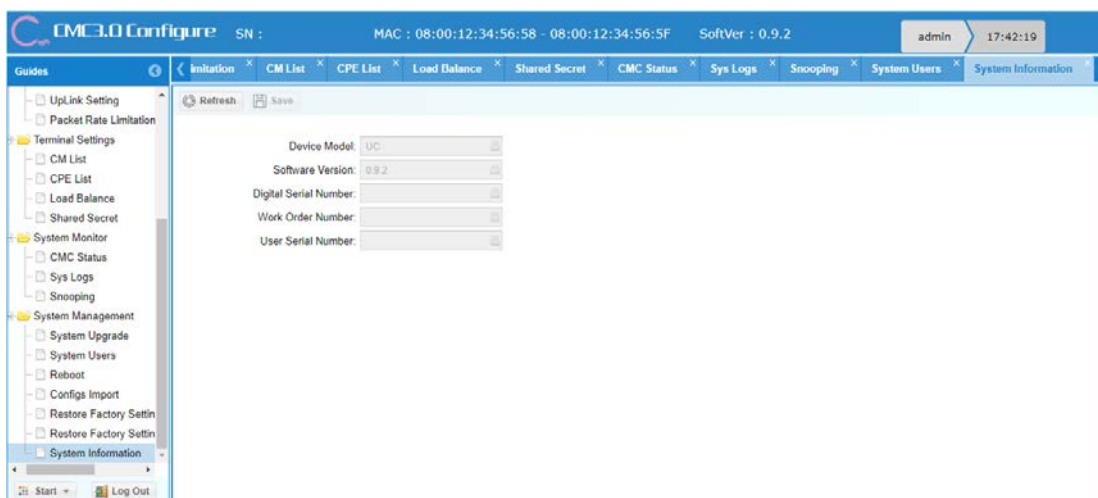 CMC3.0 Configure SN : MAC : 08:00:12:34:56:58 - 08:00:12:34:56:5F SoftVer : 0.9.2 admin 17:42:19
Guides imitation CM List CPE List Load Balance Shared Secret CMC Status Sys Logs Snooping System Users System Information
Refresh Save
UpLink Setting
Packet Rate Limitation
Terminal Settings
CM List
CPE List
Load Balance
Shared Secret
System Monitor
CMC Status
Sys Logs
Snooping
System Management
System Upgrade
System Users
Reboot
Configs Import
Restore Factory Settin
Restore Factory Settin
System Information
Start Log Out
Device Model: UC
Software Version: 0.9.2
Digital Serial Number:
Work Order Number:
User Serial Number: